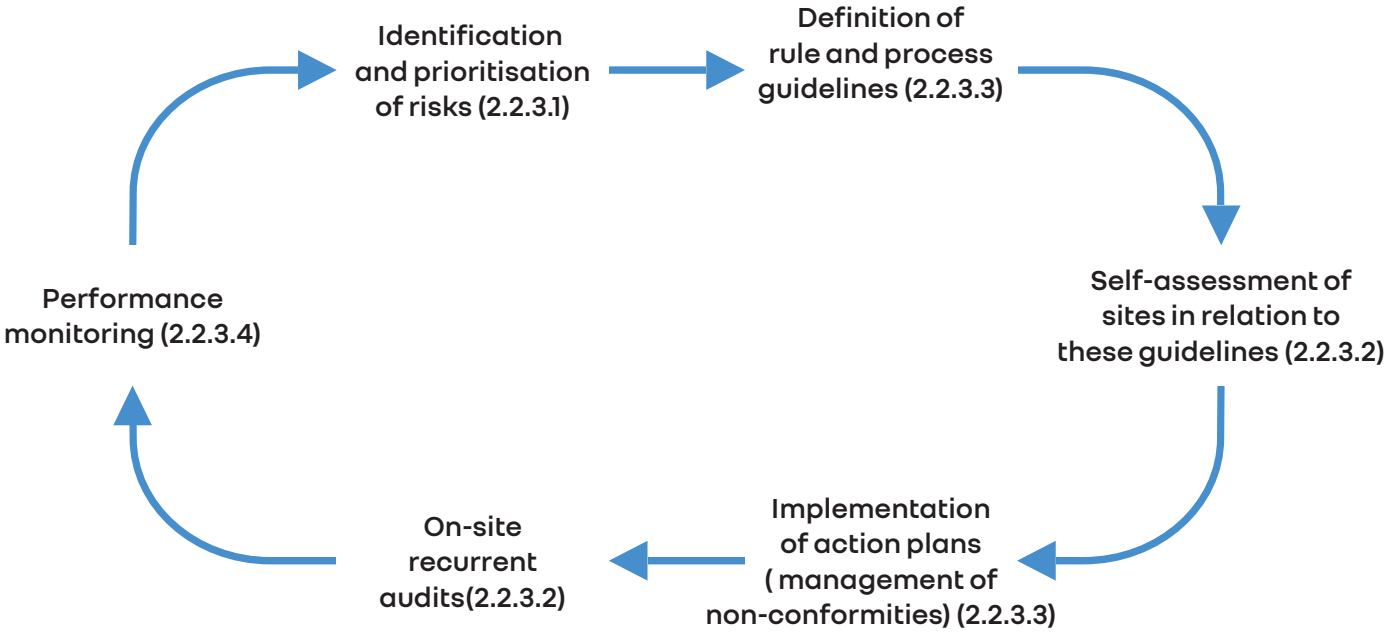 Identification
and prioritisation
of risks (2.2.3.1)
Definition of
rule and process
guidelines (2.2.3.3)
Self-assessment of
sites in relation to
these guidelines (2.2.3.2)
Implementation
of action plans
( management of
non-conformities) (2.2.3.3)
On-site
recurrent
audits(2.2.3.2)
Performance
monitoring (2.2.3.4)